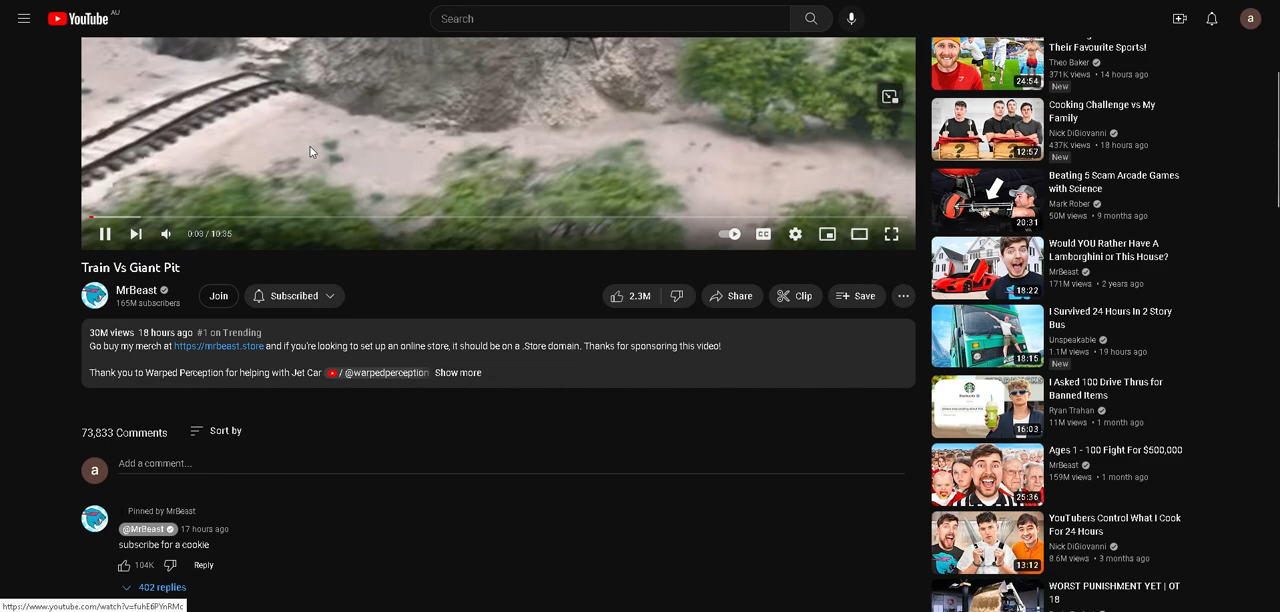 YouTube AU
Search
a
0:03 / 10:35
CC
Train Vs Giant Pit
MrBeast
165M subscribers
Join
Subscribed
2.3M
Share
Clip
Save
30M views 18 hours ago #1 on Trending
Go buy my merch at https://mrbeast.store and if you're looking to set up an online store, it should be on a .Store domain. Thanks for sponsoring this video!
Thank you to Warped Perception for helping with Jet Car / @warpedperception Show more
73,833 Comments
Sort by
a
Add a comment...
Pinned by MrBeast
@MrBeast 17 hours ago
subscribe for a cookie
104K
Reply
402 replies
https://www.youtube.com/watch?v=fuhE6PYnRMc
Their Favourite Sports!
Theo Baker
371K views • 14 hours ago
New
24:54
Cooking Challenge vs My
Family
Nick DiGiovanni
437K views • 18 hours ago
New
12:57
Beating 5 Scam Arcade Games
with Science
Mark Rober
50M views • 9 months ago
20:31
Would YOU Rather Have A
Lamborghini or This House?
MrBeast
171M views • 2 years ago
18:22
I Survived 24 Hours In 2 Story
Bus
Unspeakable
1.1M views • 19 hours ago
New
18:15
I Asked 100 Drive Thrus for
Banned Items
Ryan Trahan
11M views • 1 month ago
16:03
Ages 1 - 100 Fight For $500,000
MrBeast
159M views • 1 month ago
25:36
YouTubers Control What I Cook
For 24 Hours
Nick DiGiovanni
8.6M views • 3 months ago
13:12
WORST PUNISHMENT YET | OT
18